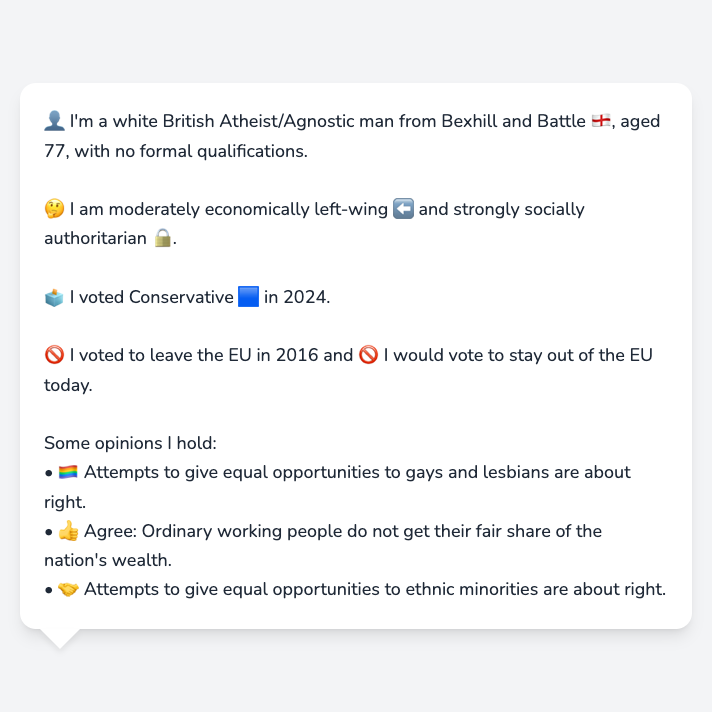 👤 I'm a white British Atheist/Agnostic man from Bexhill and Battle 🏴󠁧󠁢󠁥󠁮󠁧󠁿, aged
77, with no formal qualifications.
🤔 I am moderately economically left-wing ⬅️ and strongly socially
authoritarian 🔒.
🗳️ I voted Conservative 🟦 in 2024.
🚫 I voted to leave the EU in 2016 and 🚫 I would vote to stay out of the EU
today.
Some opinions I hold:
• 🏳️‍🌈 Attempts to give equal opportunities to gays and lesbians are about
right.
• 👍 Agree: Ordinary working people do not get their fair share of the
nation's wealth.
• 🤝 Attempts to give equal opportunities to ethnic minorities are about right.